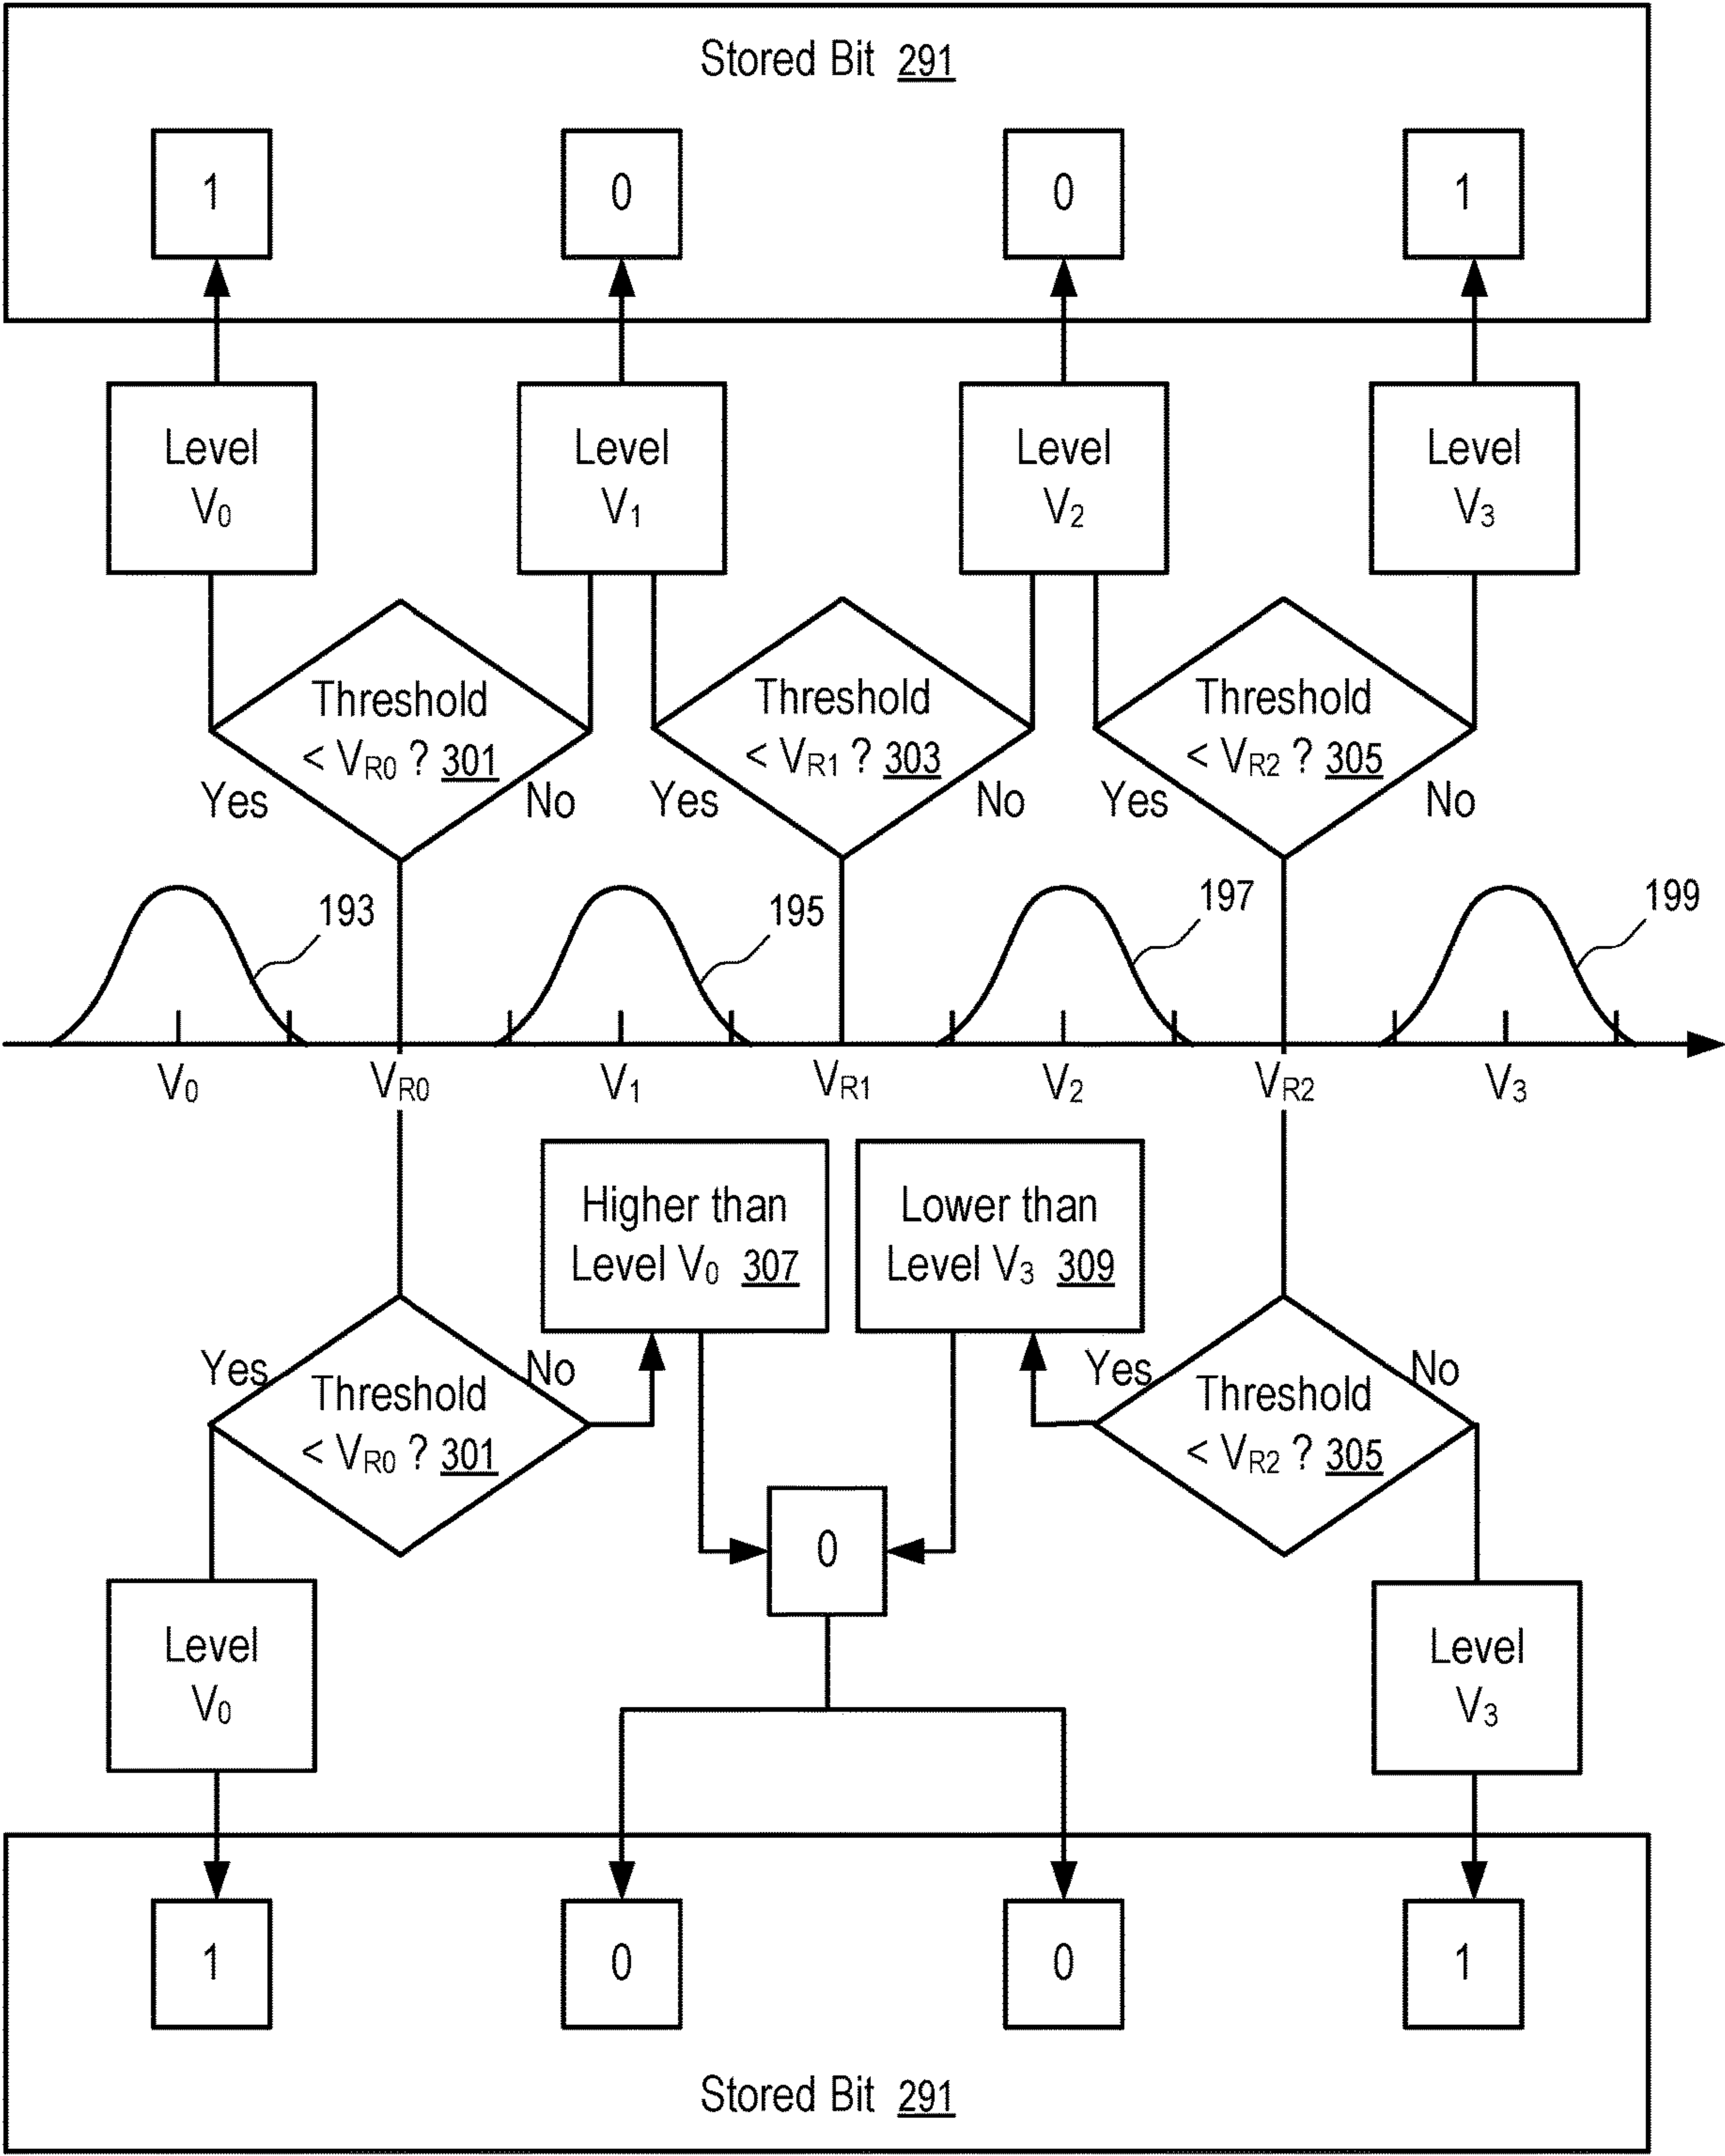 Stored Bit 291
1 0 0 1
Level Level Level Level
V0 V1 V2 V3
Threshold Threshold Threshold
< VR0 ? 301 < VR1 ? 303 < VR2 ? 305
Yes No Yes No Yes No
193 195 197 199
V0 VR0 V1 VR1 V2 VR2 V3
Higher than Lower than
Level V0 307 Level V3 309
Yes No Yes No
Threshold Threshold
< VR0 ? 301 < VR2 ? 305
0
Level Level
V0 V3
1 0 0 1
Stored Bit 291